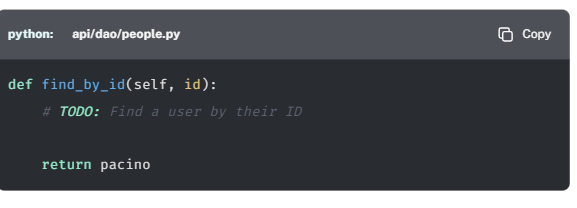 python: api/dao/people.py Copy
def find_by_id(self, id):
    # TODO: Find a user by their ID

    return pacino